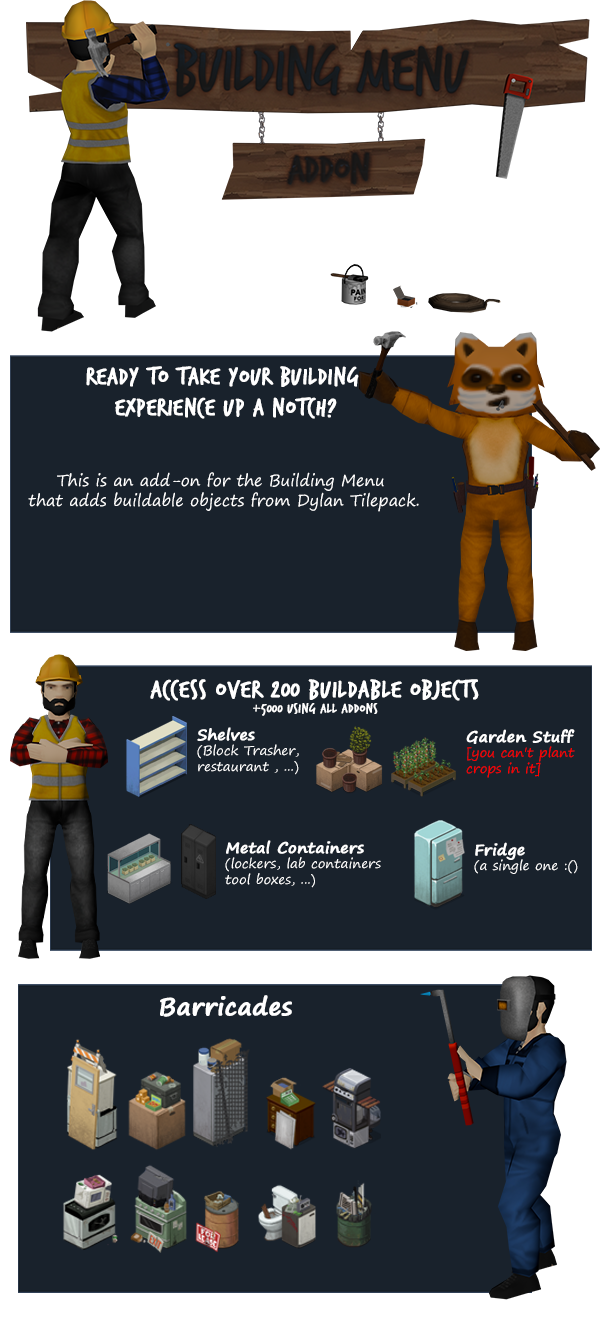 BUILDING MENU
ADDON
PAIN
FOR
READY TO TAKE YOUR BUILDING
EXPERIENCE UP A NOTCH?
This is an add-on for the Building Menu
that adds buildable objects from Dylan Tilepack.
ACCESS OVER 200 BUILDABLE OBJECTS
+5000 USING ALL ADDONS
Shelves
(Block Trasher,
restaurant , ...)
Garden Stuff
[you can't plant
crops in it]
Metal Containers
(lockers, lab containers
tool boxes, ...)
Fridge
(a single one :()
Barricades
EXIT